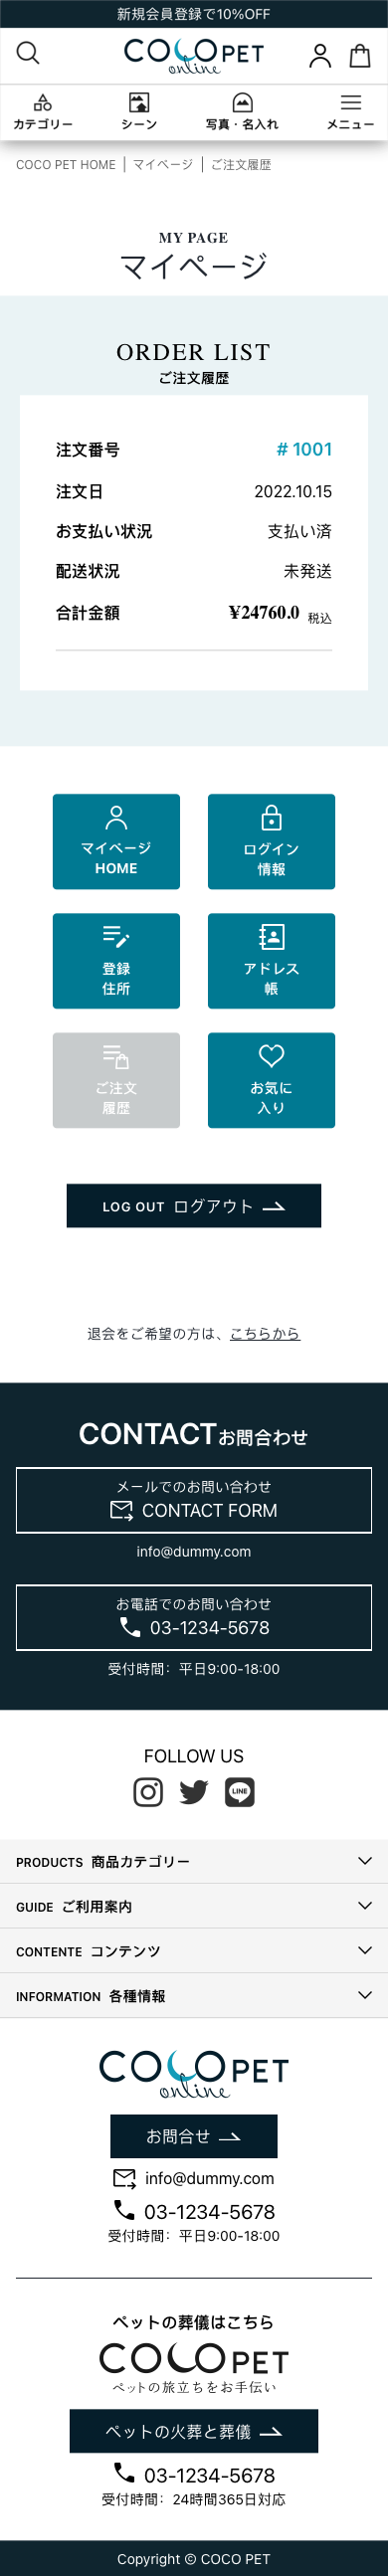 新規会員登録で10%OFF
COLOPET
online
カテゴリー
シーン
写真・名入れ
メニュー
COCO PET HOME | マイページ | ご注文履歴
MY PAGE
マイページ
ORDER LIST
ご注文履歴
注文番号 # 1001
注文日 2022.10.15
お支払い状況 支払い済
配送状況 未発送
合計金額 ¥24760.0 税込
マイページ
HOME
ログイン
情報
登録
住所
アドレス
帳
ご注文
履歴
お気に
入り
LOG OUT ログアウト
退会をご希望の方は、こちらから
CONTACTお問合わせ
メールでのお問い合わせ
CONTACT FORM
info@dummy.com
お電話でのお問い合わせ
03-1234-5678
受付時間：平日9:00-18:00
FOLLOW US
LINE
PRODUCTS 商品カテゴリー
GUIDE ご利用案内
CONTENTE コンテンツ
INFORMATION 各種情報
COLOPET
online
お問合せ
info@dummy.com
03-1234-5678
受付時間：平日9:00-18:00
ペットの葬儀はこちら
COLOPET
ペットの旅立ちをお手伝い
ペットの火葬と葬儀
03-1234-5678
受付時間：24時間365日対応
Copyright © COCO PET